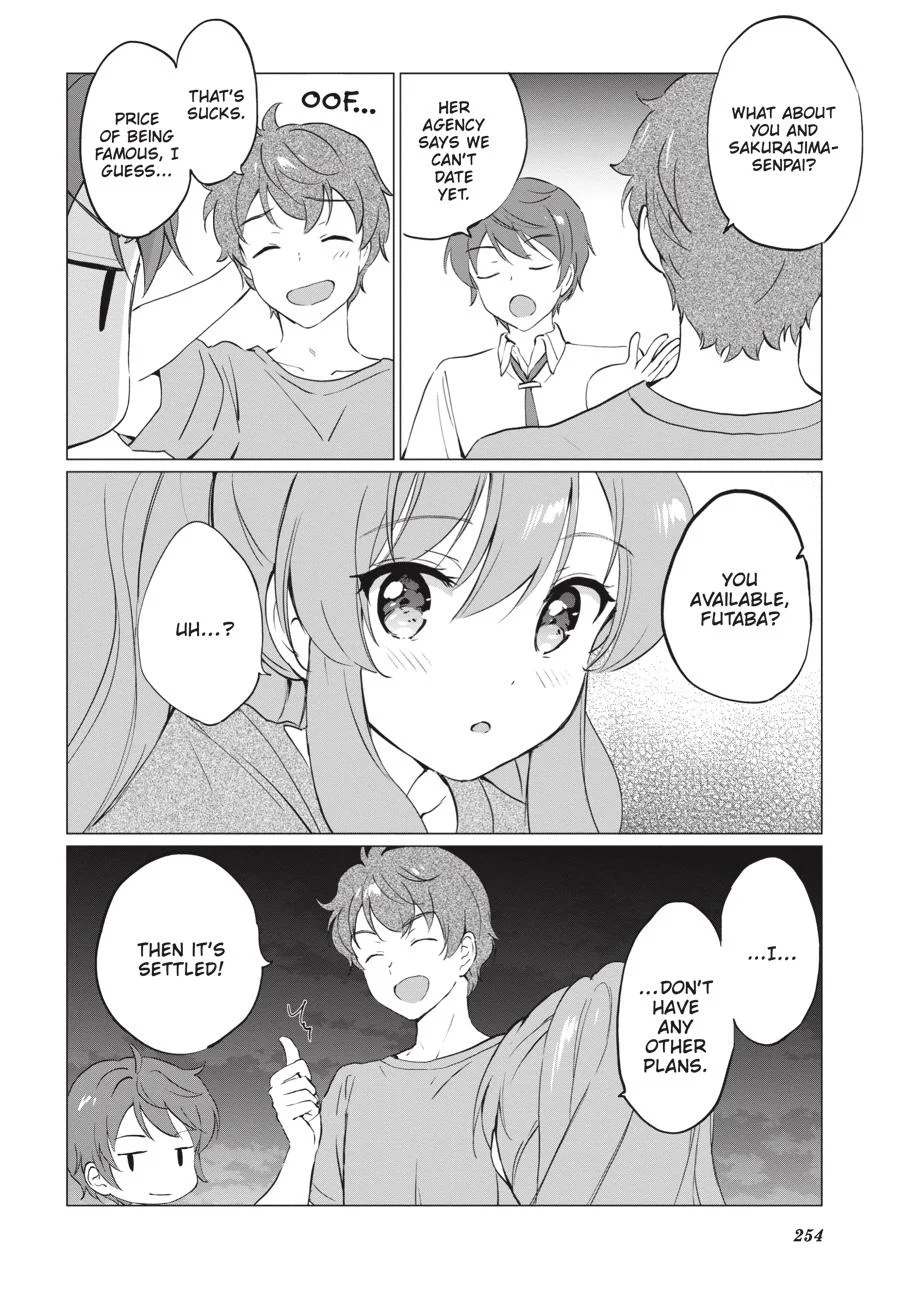 WHAT ABOUT
YOU AND
SAKURAJIMA-
SENPAI?
HER
AGENCY
SAYS WE
CAN'T
DATE
YET.
OOF...
THAT'S
SUCKS.
PRICE
OF BEING
FAMOUS, I
GUESS...
YOU
AVAILABLE,
FUTABA?
UH...?
...I...
...DON'T
HAVE
ANY
OTHER
PLANS.
THEN IT'S
SETTLED!
254